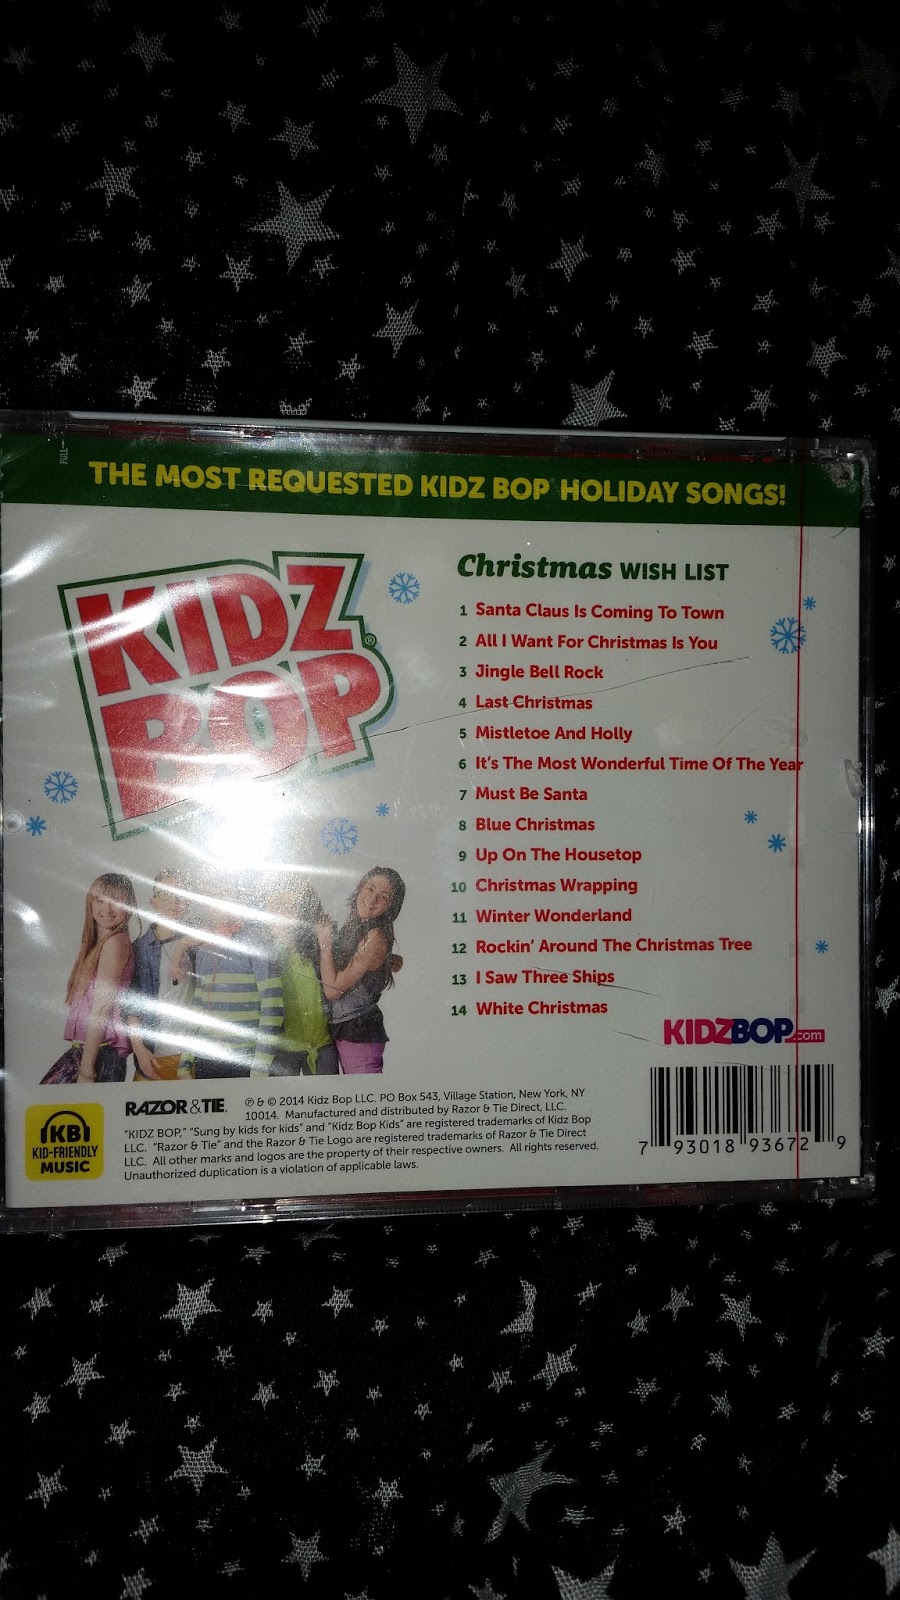 FULL
THE MOST REQUESTED KIDZ BOP HOLIDAY SONGS!
KIDZ
BOP®
Christmas WISH LIST
1 Santa Claus Is Coming To Town
2 All I Want For Christmas Is You
3 Jingle Bell Rock
4 Last Christmas
5 Mistletoe And Holly
6 It's The Most Wonderful Time Of The Year
7 Must Be Santa
8 Blue Christmas
9 Up On The Housetop
10 Christmas Wrapping
11 Winter Wonderland
12 Rockin' Around The Christmas Tree
13 I Saw Three Ships
14 White Christmas
KIDZBOP.com
KB
KID-FRIENDLY
MUSIC
RAZOR & TIE. ℗ & © 2014 Kidz Bop LLC. PO Box 543, Village Station, New York, NY
10014. Manufactured and distributed by Razor & Tie Direct, LLC.
"KIDZ BOP," "Sung by kids for kids" and "Kidz Bop Kids" are registered trademarks of Kidz Bop
LLC. "Razor & Tie" and the Razor & Tie Logo are registered trademarks of Razor & Tie Direct
LLC. All other marks and logos are the property of their respective owners. All rights reserved.
Unauthorized duplication is a violation of applicable laws.
7 93018 93672 9